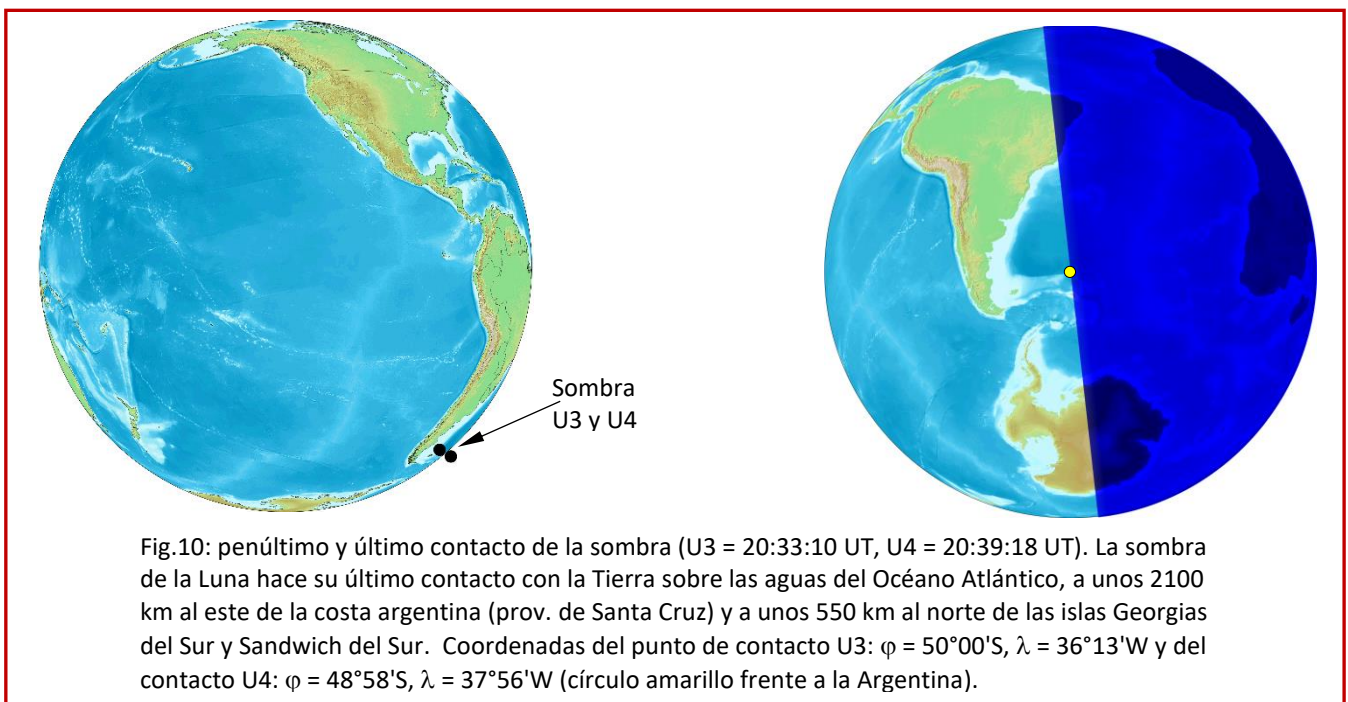 Sombra
U3 y U4
Fig.10: penúltimo y último contacto de la sombra (U3 = 20:33:10 UT, U4 = 20:39:18 UT). La sombra
de la Luna hace su último contacto con la Tierra sobre las aguas del Océano Atlántico, a unos 2100
km al este de la costa argentina (prov. de Santa Cruz) y a unos 550 km al norte de las islas Georgias
del Sur y Sandwich del Sur. Coordenadas del punto de contacto U3: φ = 50°00'S, λ = 36°13'W y del
contacto U4: φ = 48°58'S, λ = 37°56'W (círculo amarillo frente a la Argentina).